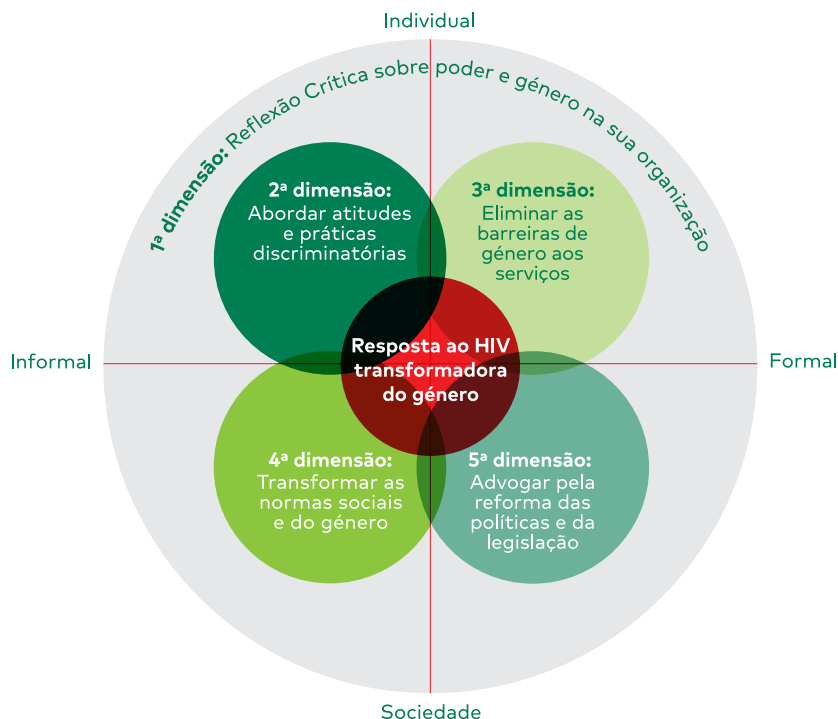 Individual
1ª dimensão: Reflexão Crítica sobre poder e género na sua organização
2ª dimensão:
Abordar atitudes
e práticas
discriminatórias
3ª dimensão:
Eliminar as
barreiras de
género aos
serviços
Informal
Resposta ao HIV
transformadora
do género
Formal
4ª dimensão:
Transformar as
normas sociais
e do género
5ª dimensão:
Advogar pela
reforma das
políticas e da
legislação
Sociedade